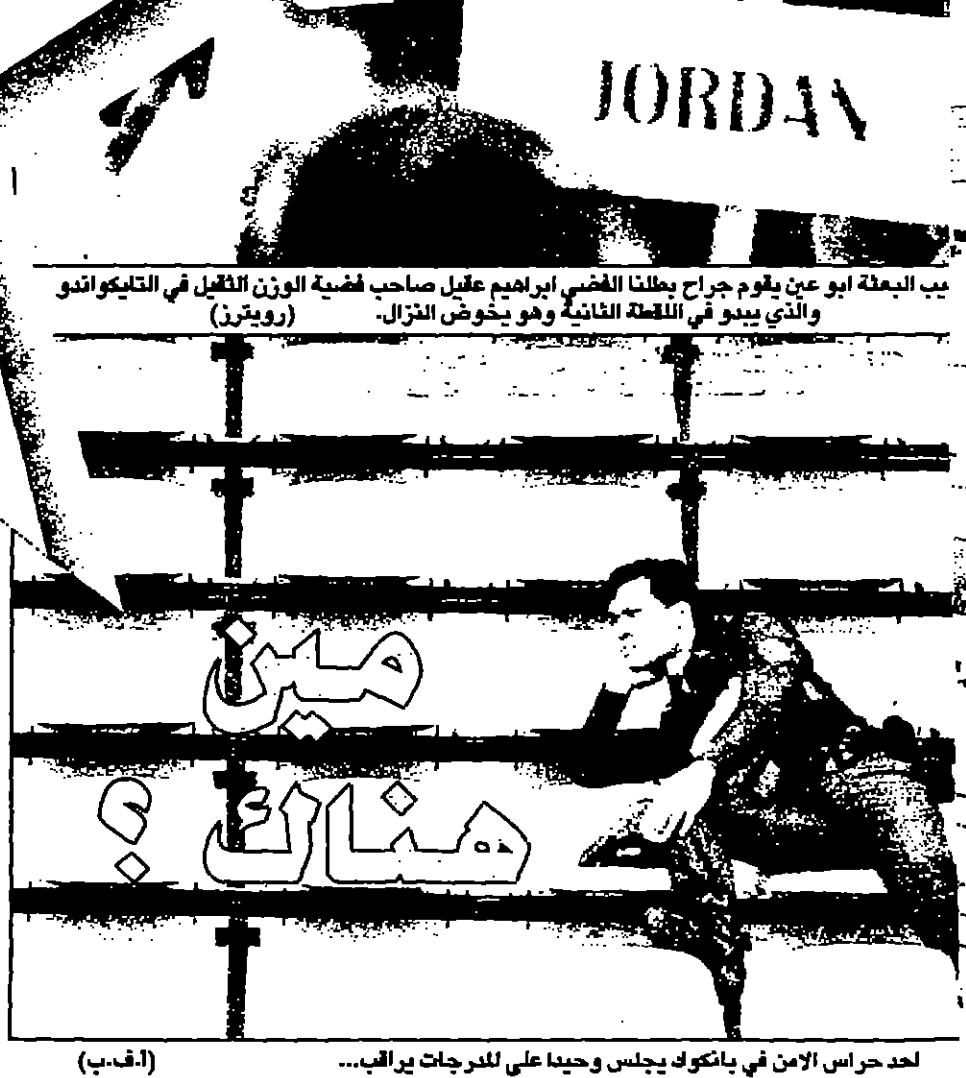 JORDAN
يب البعثة ابو عين يقوم جراح بطلنا الفضي ابراهيم عقيل صاحب فضية الوزن الثقيل في التايكواندو
والذي يبدو في اللقطة الثانية وهو يخوض النزال. (رويترز)
مين
هناك ؟
احد حراس الامن في بانكوك يجلس وحيدا على المدرجات يراقب... (أ.ف.ب)